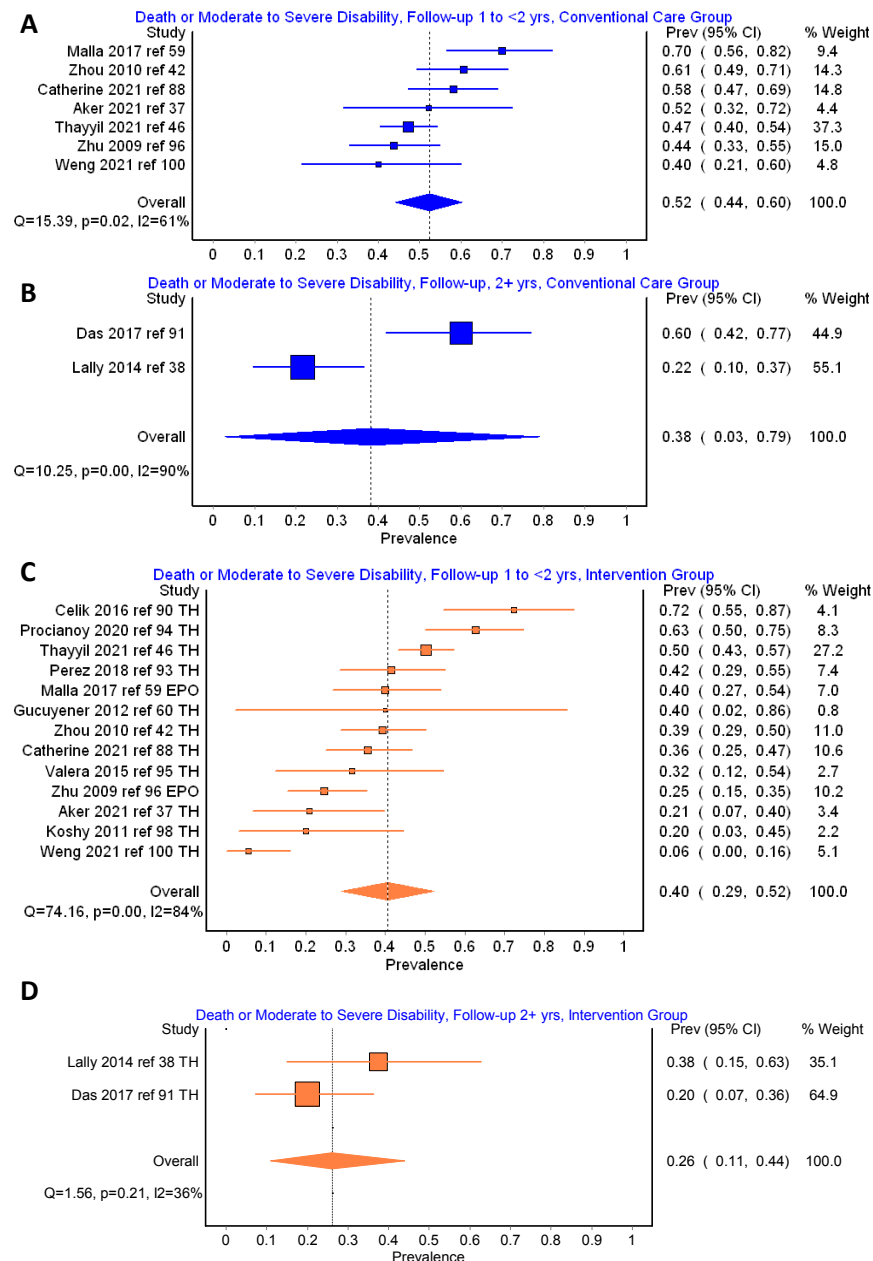 A
Death or Moderate to Severe Disability, Follow-up 1 to <2 yrs, Conventional Care Group
Study Prev (95% CI) % Weight
Malla 2017 ref 59 0.70 ( 0.56, 0.82) 9.4
Zhou 2010 ref 42 0.61 ( 0.49, 0.71) 14.3
Catherine 2021 ref 88 0.58 ( 0.47, 0.69) 14.8
Aker 2021 ref 37 0.52 ( 0.32, 0.72) 4.4
Thayyil 2021 ref 46 0.47 ( 0.40, 0.54) 37.3
Zhu 2009 ref 96 0.44 ( 0.33, 0.55) 15.0
Weng 2021 ref 100 0.40 ( 0.21, 0.60) 4.8
Overall 0.52 ( 0.44, 0.60) 100.0
Q=15.39, p=0.02, I2=61%
0 0.1 0.2 0.3 0.4 0.5 0.6 0.7 0.8 0.9 1
B
Death or Moderate to Severe Disability, Follow-up, 2+ yrs, Conventional Care Group
Study Prev (95% CI) % Weight
Das 2017 ref 91 0.60 ( 0.42, 0.77) 44.9
Lally 2014 ref 38 0.22 ( 0.10, 0.37) 55.1
Overall 0.38 ( 0.03, 0.79) 100.0
Q=10.25, p=0.00, I2=90%
0 0.1 0.2 0.3 0.4 0.5 0.6 0.7 0.8 0.9 1
Prevalence
C
Death or Moderate to Severe Disability, Follow-up 1 to <2 yrs, Intervention Group
Study Prev (95% CI) % Weight
Celik 2016 ref 90 TH 0.72 ( 0.55, 0.87) 4.1
Procianoy 2020 ref 94 TH 0.63 ( 0.50, 0.75) 8.3
Thayyil 2021 ref 46 TH 0.50 ( 0.43, 0.57) 27.2
Perez 2018 ref 93 TH 0.42 ( 0.29, 0.55) 7.4
Malla 2017 ref 59 EPO 0.40 ( 0.27, 0.54) 7.0
Gucuyener 2012 ref 60 TH 0.40 ( 0.02, 0.86) 0.8
Zhou 2010 ref 42 TH 0.39 ( 0.29, 0.50) 11.0
Catherine 2021 ref 88 TH 0.36 ( 0.25, 0.47) 10.6
Valera 2015 ref 95 TH 0.32 ( 0.12, 0.54) 2.7
Zhu 2009 ref 96 EPO 0.25 ( 0.15, 0.35) 10.2
Aker 2021 ref 37 TH 0.21 ( 0.07, 0.40) 3.4
Koshy 2011 ref 98 TH 0.20 ( 0.03, 0.45) 2.2
Weng 2021 ref 100 TH 0.06 ( 0.00, 0.16) 5.1
Overall 0.40 ( 0.29, 0.52) 100.0
Q=74.16, p=0.00, I2=84%
0 0.1 0.2 0.3 0.4 0.5 0.6 0.7 0.8 0.9 1
Prevalence
D
Death or Moderate to Severe Disability, Follow-up 2+ yrs, Intervention Group
Study Prev (95% CI) % Weight
Lally 2014 ref 38 TH 0.38 ( 0.15, 0.63) 35.1
Das 2017 ref 91 TH 0.20 ( 0.07, 0.36) 64.9
Overall 0.26 ( 0.11, 0.44) 100.0
Q=1.56, p=0.21, I2=36%
0 0.1 0.2 0.3 0.4 0.5 0.6 0.7 0.8 0.9 1
Prevalence